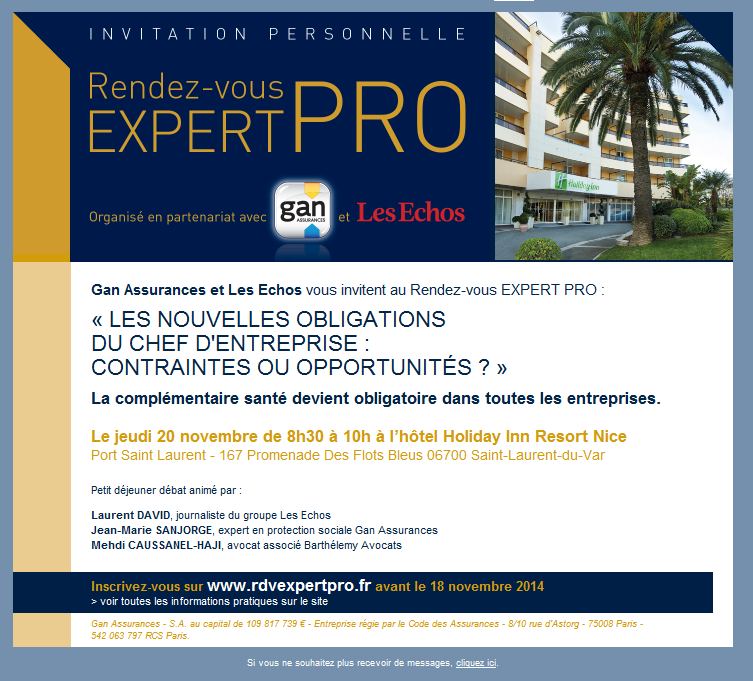 INVITATION PERSONNELLE
Rendez-vous
EXPERT PRO
Organisé en partenariat avec gan ASSURANCES et Les Echos
Holiday Inn
Gan Assurances et Les Echos vous invitent au Rendez-vous EXPERT PRO :
« LES NOUVELLES OBLIGATIONS
DU CHEF D'ENTREPRISE :
CONTRAINTES OU OPPORTUNITÉS ? »
La complémentaire santé devient obligatoire dans toutes les entreprises.
Le jeudi 20 novembre de 8h30 à 10h à l'hôtel Holiday Inn Resort Nice
Port Saint Laurent - 167 Promenade Des Flots Bleus 06700 Saint-Laurent-du-Var
Petit déjeuner débat animé par :
Laurent DAVID, journaliste du groupe Les Echos
Jean-Marie SANJORGE, expert en protection sociale Gan Assurances
Mehdi CAUSSANEL-HAJI, avocat associé Barthélemy Avocats
Inscrivez-vous sur www.rdvexpertpro.fr avant le 18 novembre 2014
> voir toutes les informations pratiques sur le site
Gan Assurances - S.A. au capital de 109 817 739 € - Entreprise régie par le Code des Assurances - 8/10 rue d'Astorg - 75008 Paris -
542 063 797 RCS Paris.
Si vous ne souhaitez plus recevoir de messages, cliquez ici.